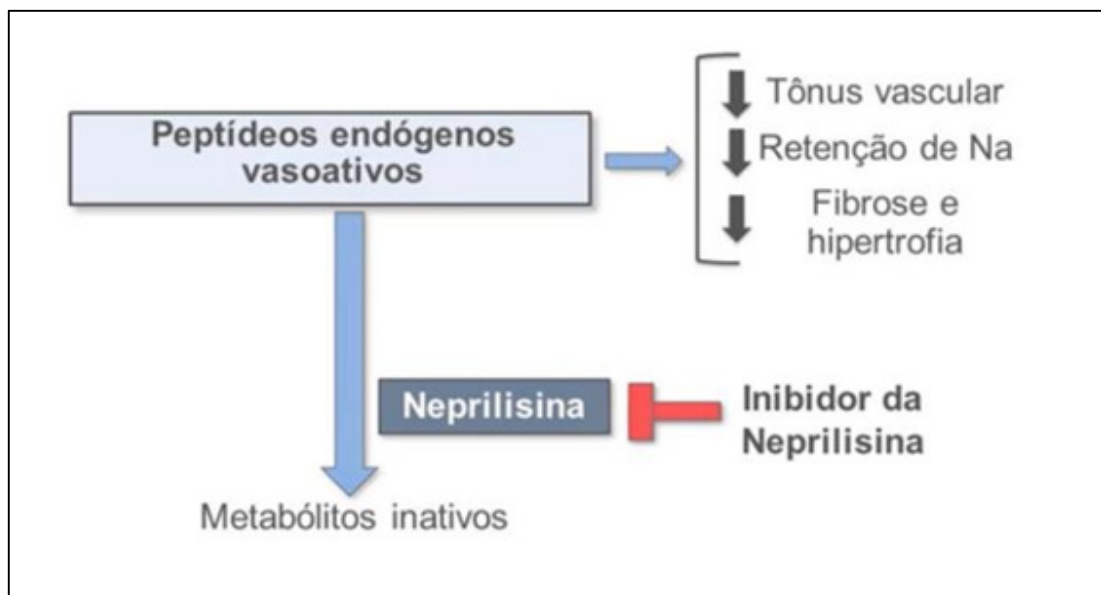 Peptídeos endógenos
vasoativos
Tônus vascular
Retenção de Na
Fibrose e
hipertrofia
Neprilisina
Inibidor da
Neprilisina
Metabólitos inativos